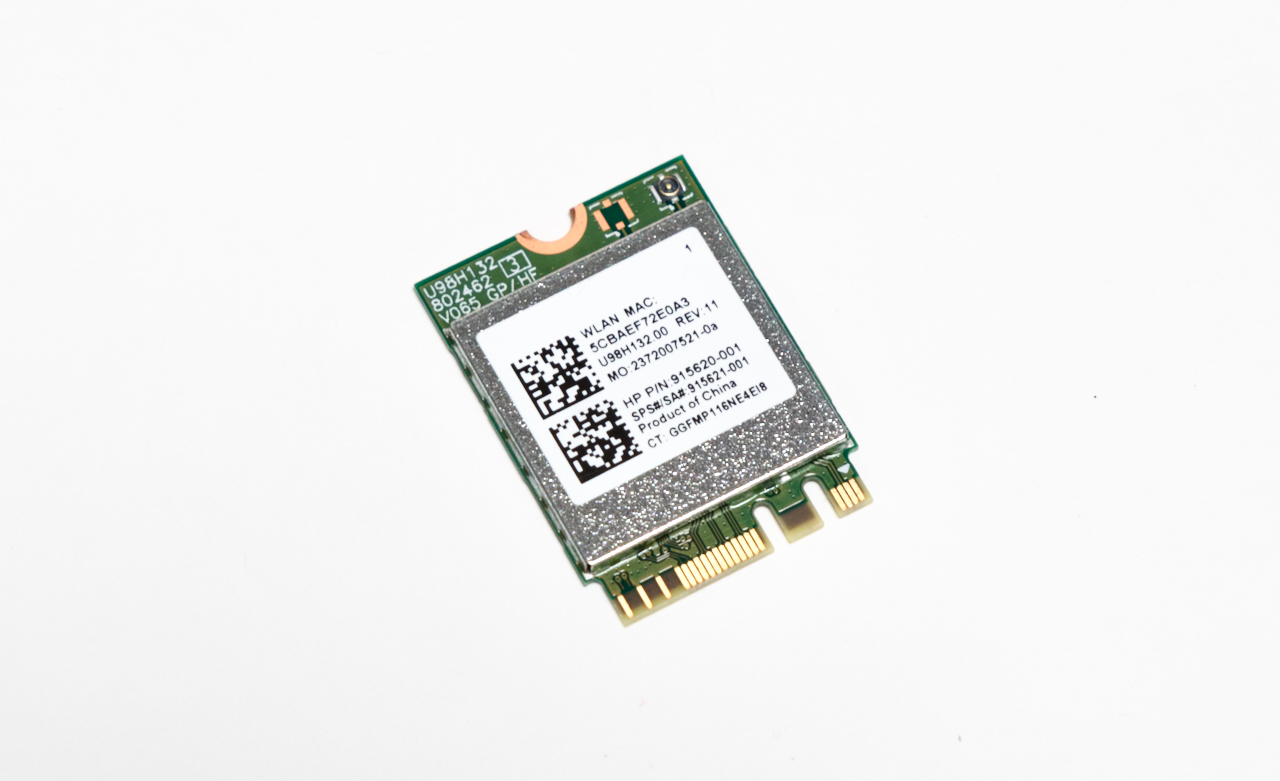 U98H132
802462 3
V065 GP/HF
1
WLAN MAC:
5CBAEF72E0A3
U98H132.00 REV:11
MO:2372007521-0a
HP P/N:915620-001
SPS#/SA#:915621-001
Product of China
CT: GGFMP116NE4EI8